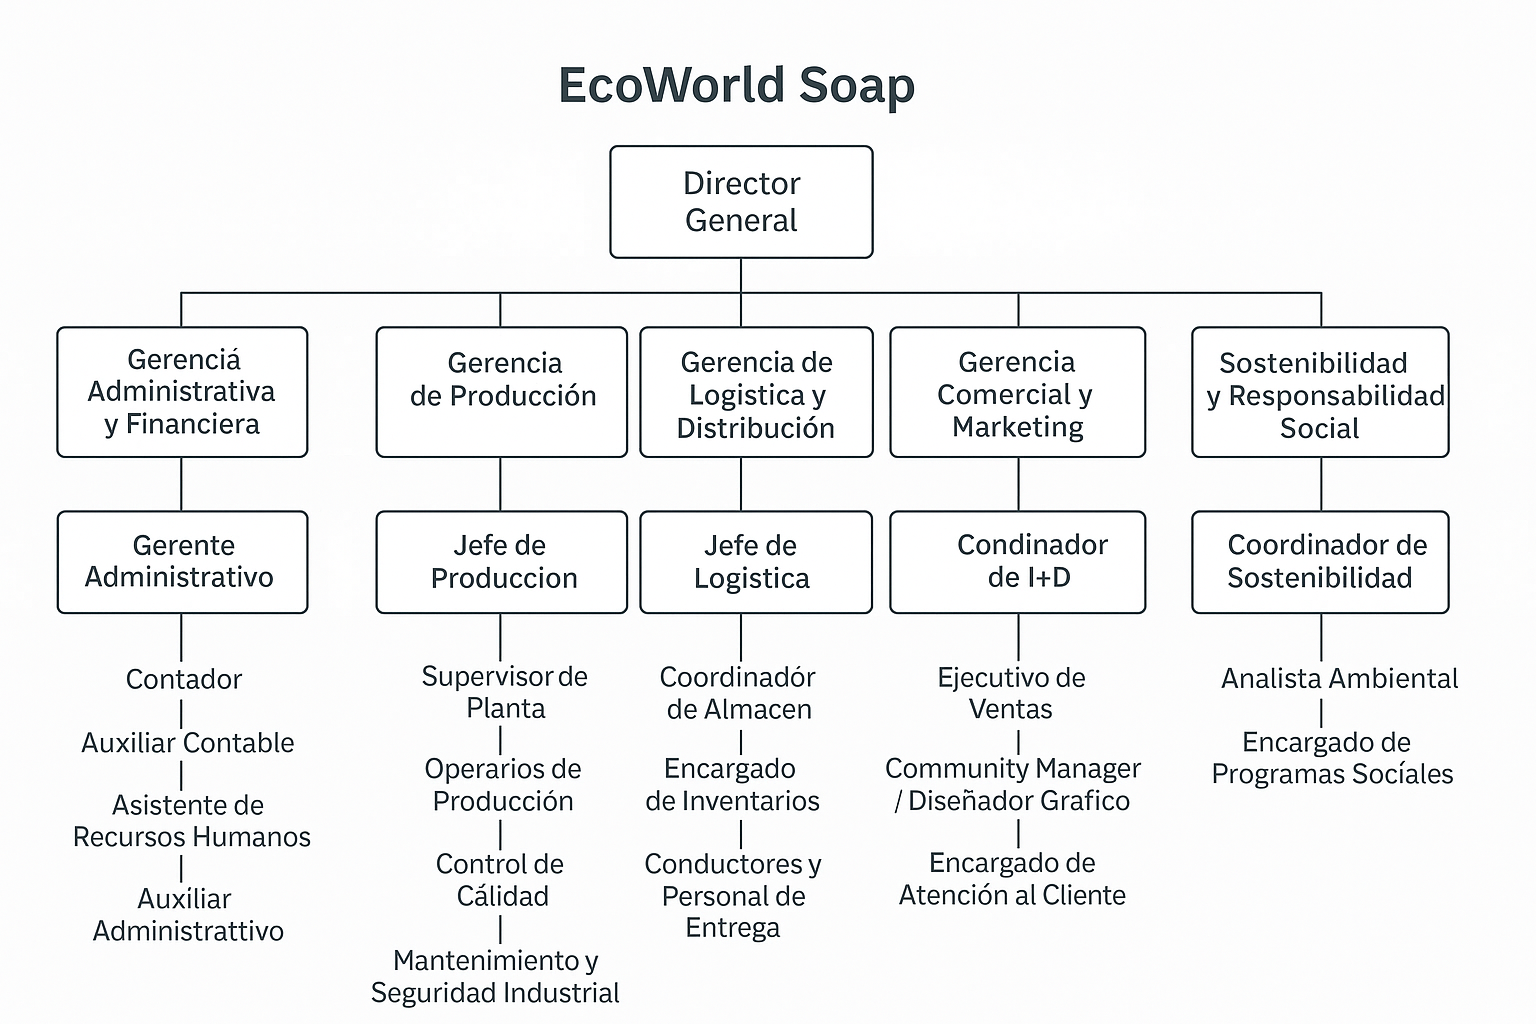 EcoWorld Soap
Director
General
Gerenciá
Administrativa
y Financiera
Gerencia
de Producción
Gerencia de
Logistica y
Distribución
Gerencia
Comercial y
Marketing
Sostenibilidad
y Responsabilidad
Social
Gerente
Administrativo
Jefe de
Produccion
Jefe de
Logistica
Condinador
de I+D
Coordinador de
Sostenibilidad
Contador
Auxiliar Contable
Asistente de
Recursos Humanos
Auxiliar
Administrattivo
Supervisor de
Planta
Operarios de
Producción
Control de
Cálidad
Mantenimiento y
Seguridad Industrial
Coordinadór
de Almacen
Encargado
de Inventarios
Conductores y
Personal de
Entrega
Ejecutivo de
Ventas
Community Manager
/ Diseñador Grafico
Encargado de
Atención al Cliente
Analista Ambiental
Encargado de
Programas Socíales